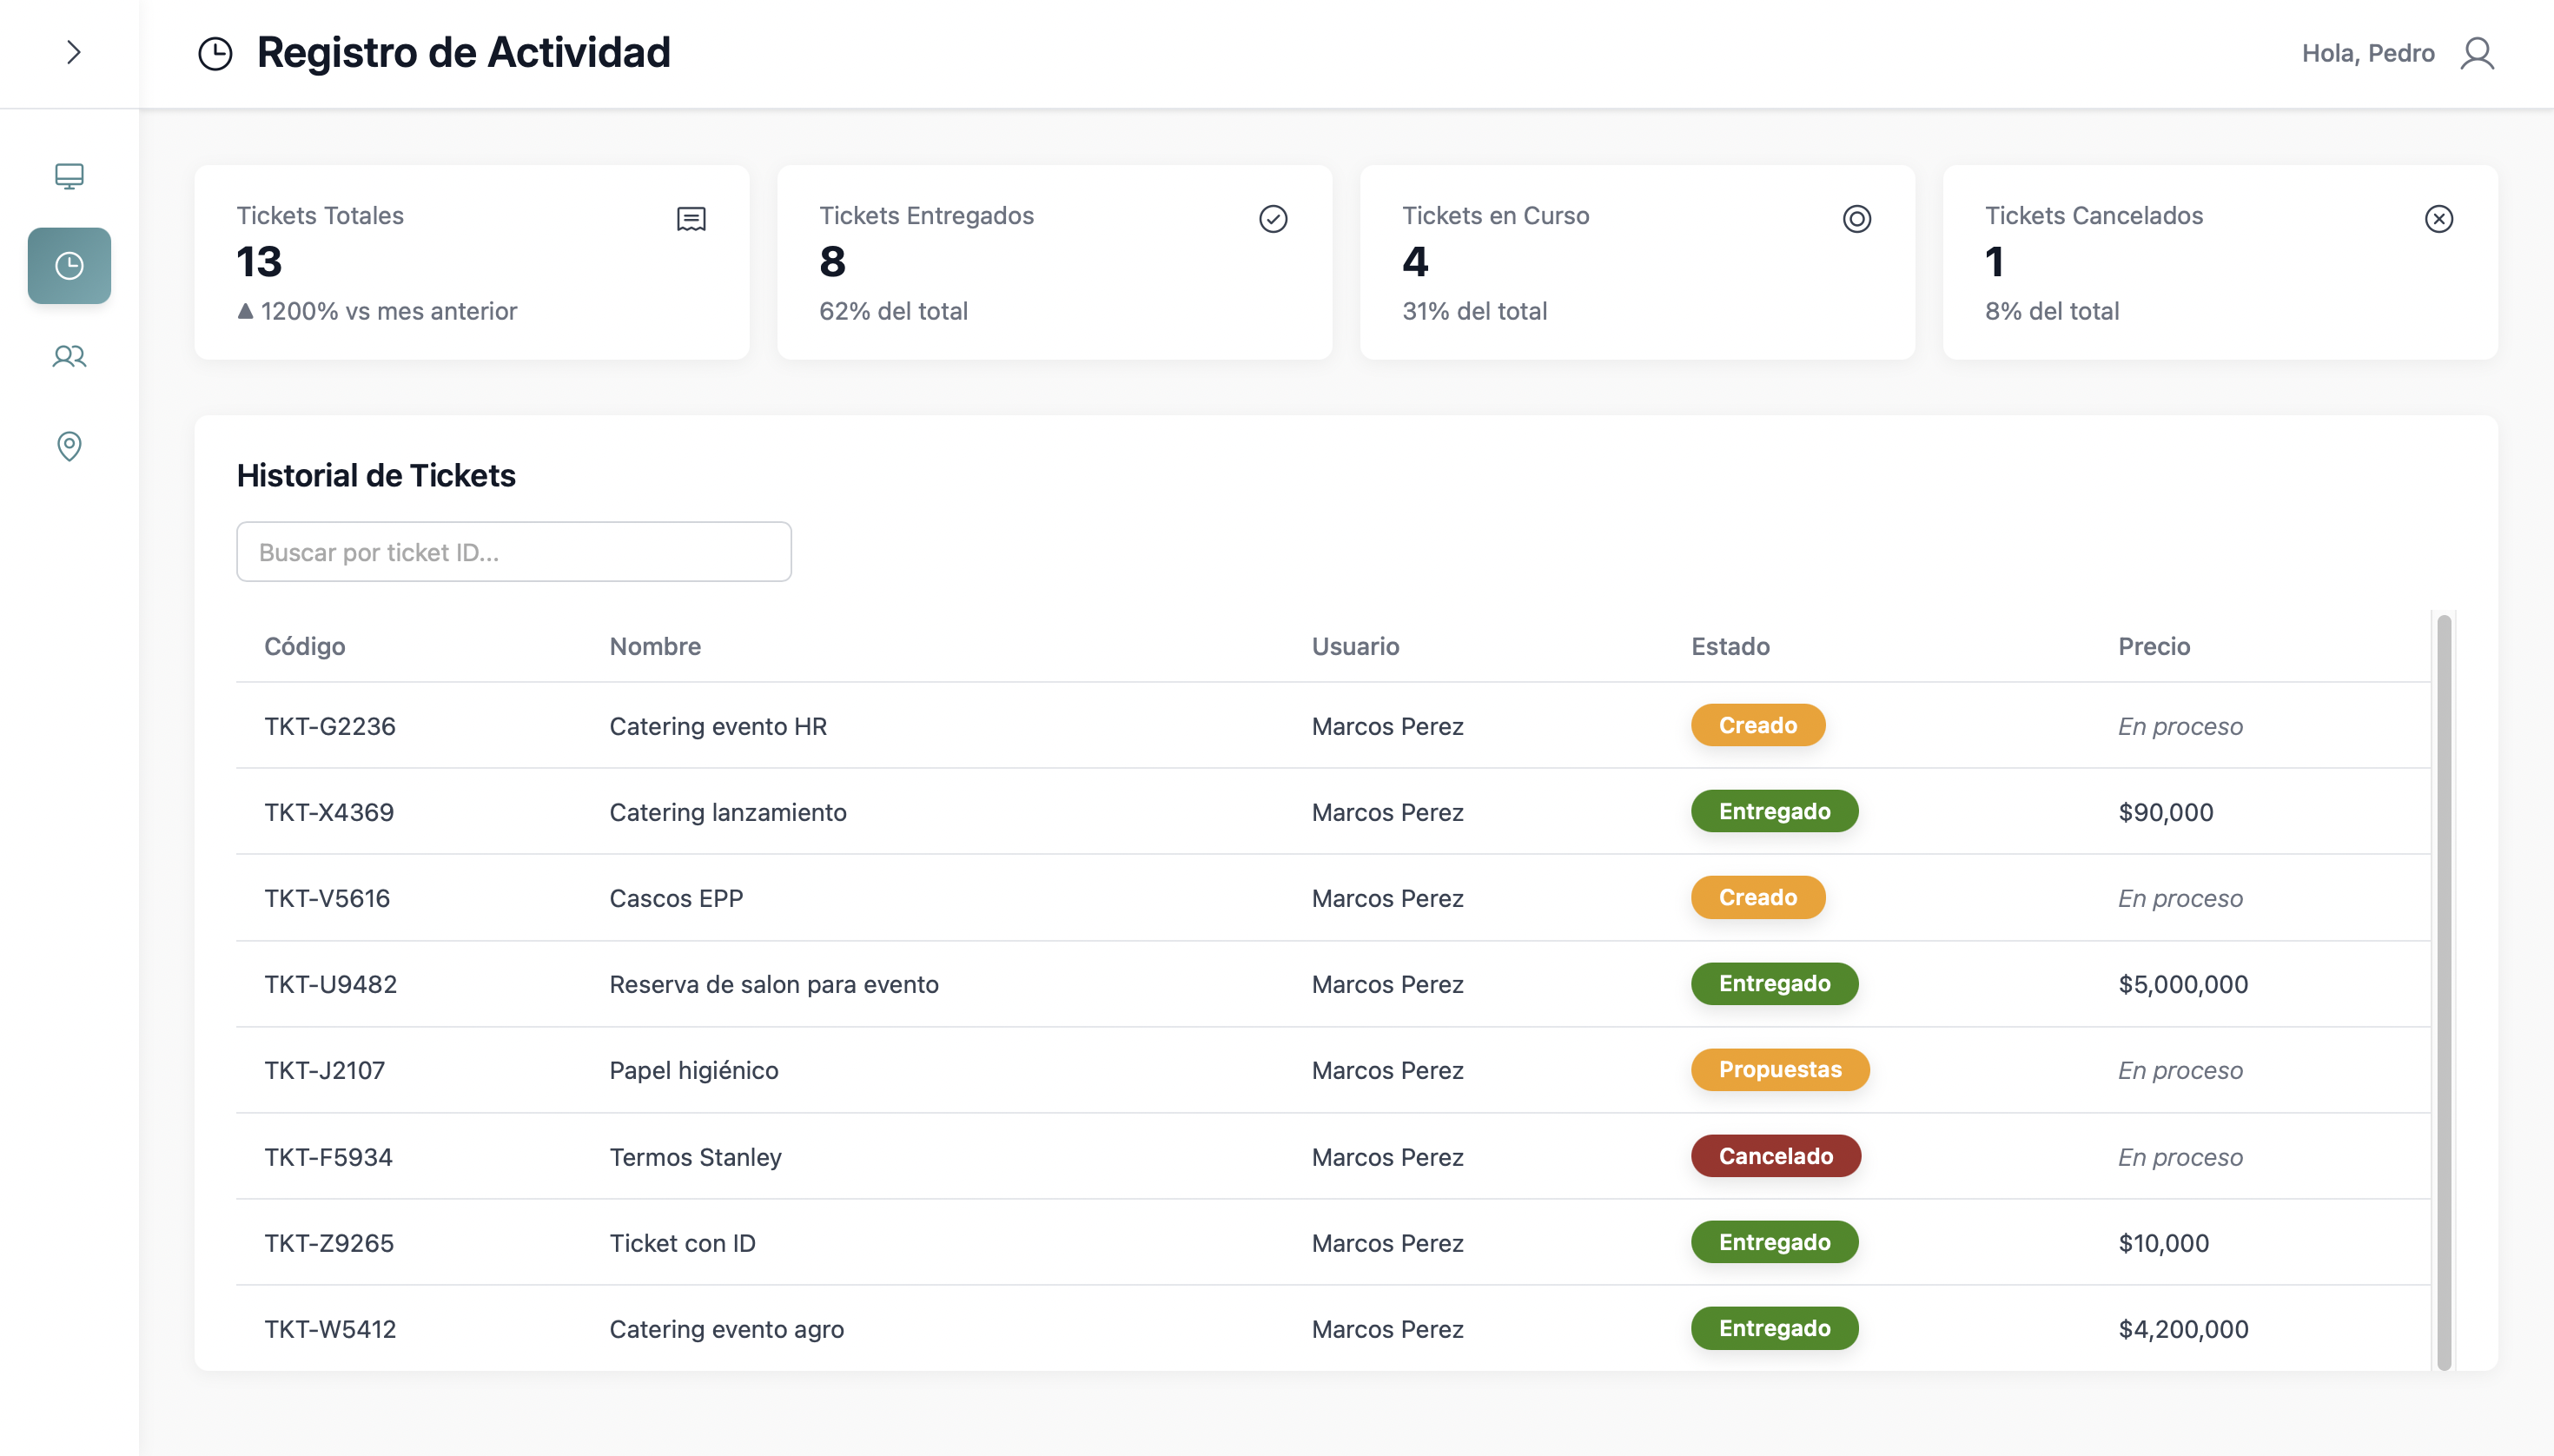 Registro de Actividad
Hola, Pedro
Tickets Totales
13
▲ 1200% vs mes anterior
Tickets Entregados
8
62% del total
Tickets en Curso
4
31% del total
Tickets Cancelados
1
8% del total
Historial de Tickets
Buscar por ticket ID...
Código Nombre Usuario Estado Precio
TKT-G2236 Catering evento HR Marcos Perez Creado En proceso
TKT-X4369 Catering lanzamiento Marcos Perez Entregado $90,000
TKT-V5616 Cascos EPP Marcos Perez Creado En proceso
TKT-U9482 Reserva de salon para evento Marcos Perez Entregado $5,000,000
TKT-J2107 Papel higiénico Marcos Perez Propuestas En proceso
TKT-F5934 Termos Stanley Marcos Perez Cancelado En proceso
TKT-Z9265 Ticket con ID Marcos Perez Entregado $10,000
TKT-W5412 Catering evento agro Marcos Perez Entregado $4,200,000